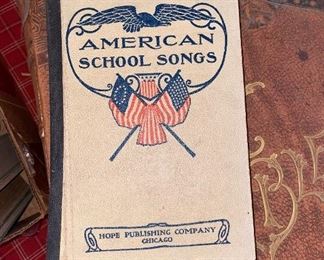 AMERICAN
SCHOOL SONGS
HOPE PUBLISHING COMPANY
CHICAGO